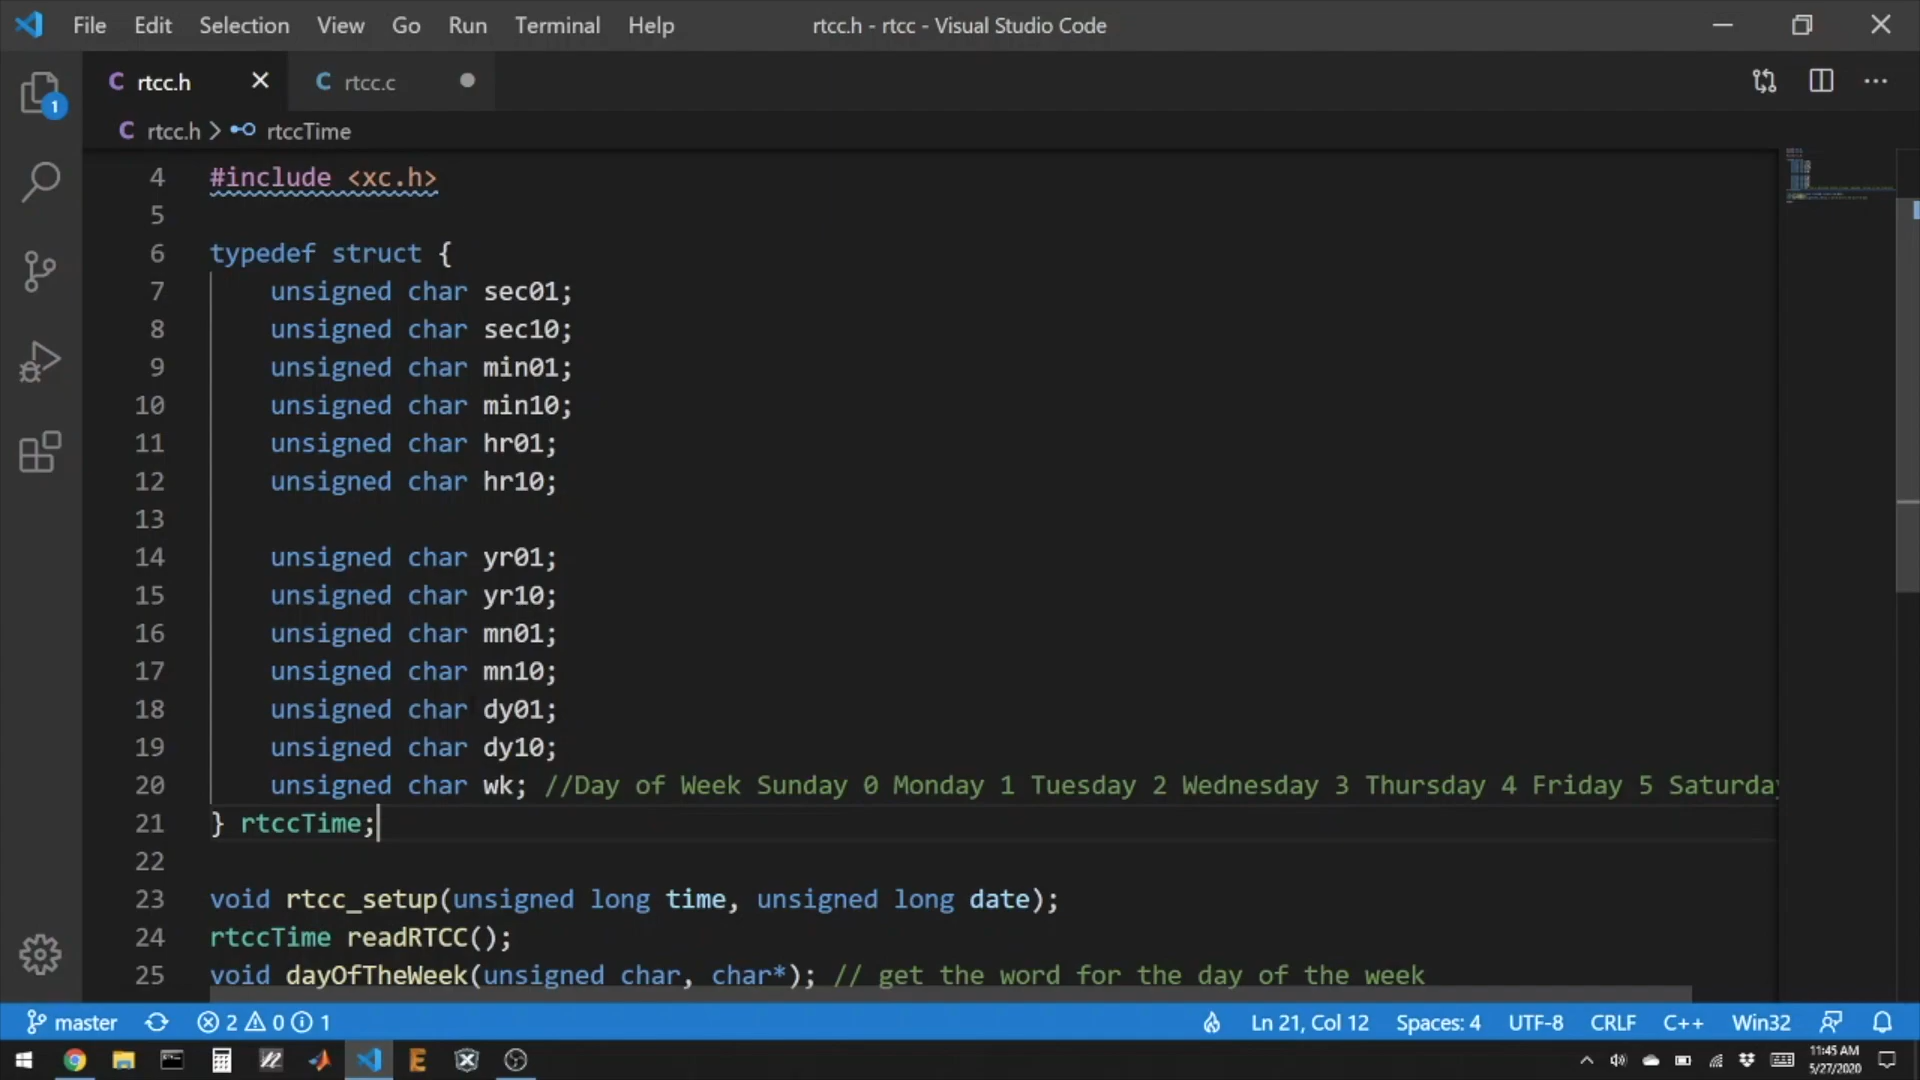 File Edit Selection View Go Run Terminal Help rtcc.h - rtcc - Visual Studio Code
C rtcc.h C rtcc.c
1
C rtcc.h > rtccTime
4 #include <xc.h>
5
6 typedef struct {
7 unsigned char sec01;
8 unsigned char sec10;
9 unsigned char min01;
10 unsigned char min10;
11 unsigned char hr01;
12 unsigned char hr10;
13
14 unsigned char yr01;
15 unsigned char yr10;
16 unsigned char mn01;
17 unsigned char mn10;
18 unsigned char dy01;
19 unsigned char dy10;
20 unsigned char wk; //Day of Week Sunday 0 Monday 1 Tuesday 2 Wednesday 3 Thursday 4 Friday 5 Saturday
21 } rtccTime;
22
23 void rtcc_setup(unsigned long time, unsigned long date);
24 rtccTime readRTCC();
25 void dayOfTheWeek(unsigned char, char*); // get the word for the day of the week
master 2 0 1 Ln 21, Col 12 Spaces: 4 UTF-8 CRLF C++ Win32
11:45 AM
5/27/2020